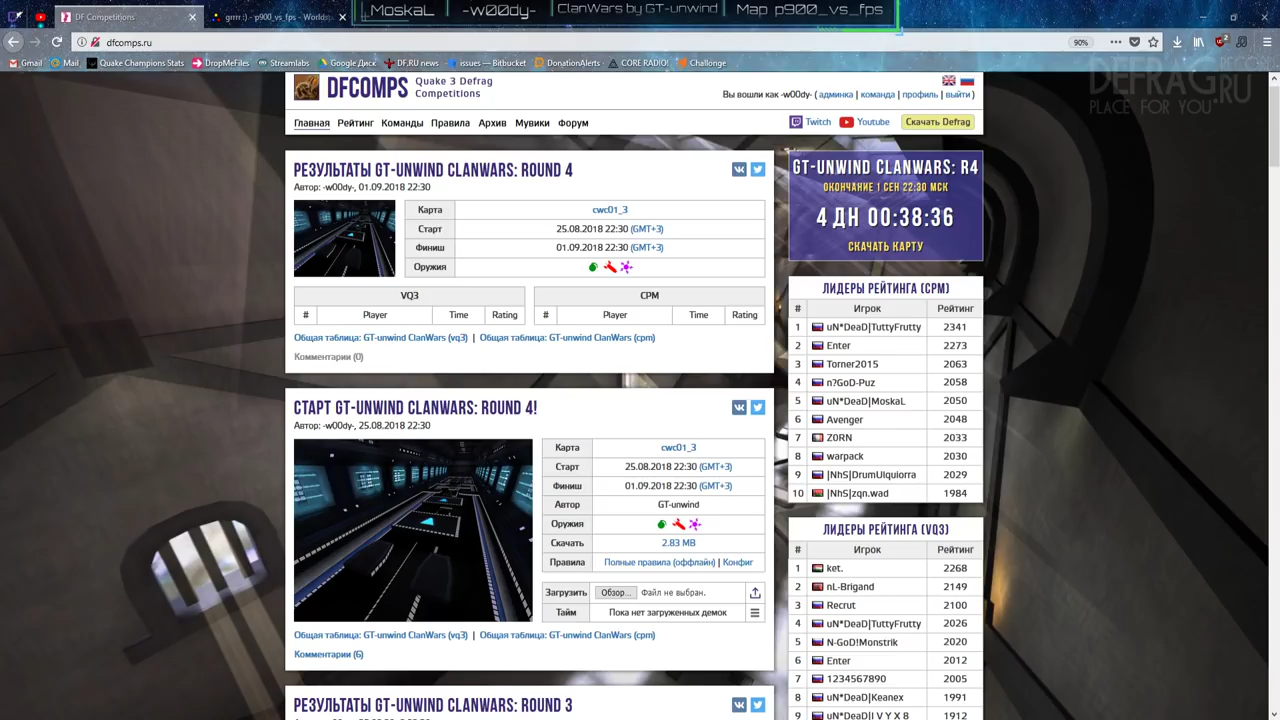 MoskaL -w00dy- ClanWars by GT-unwind Map p900_vs_fps
DF Competitions
grrrr :) - p900_vs_fps - Worldsp
dfcomps.ru
90%
Gmail Mail Quake Champions Stats DropMeFiles Streamlabs Google Диск DF.RU news issues — Bitbucket DonationAlerts CORE RADIO! Challonge
DEFRAG.RU
PLACE FOR YOU
DFCOMPS Quake 3 Defrag
Competitions
Вы вошли как -w00dy- ( админка | команда | профиль | выйти )
Главная Рейтинг Команды Правила Архив Мувики Форум
Twitch Youtube Скачать Defrag
РЕЗУЛЬТАТЫ GT-UNWIND CLANWARS: ROUND 4
Автор: -w00dy-, 01.09.2018 22:30
Карта cwc01_3
Старт 25.08.2018 22:30 (GMT+3)
Финиш 01.09.2018 22:30 (GMT+3)
Оружия
VQ3 CPM
# Player Time Rating # Player Time Rating
Общая таблица: GT-unwind ClanWars (vq3) | Общая таблица: GT-unwind ClanWars (cpm)
Комментарии (0)
СТАРТ GT-UNWIND CLANWARS: ROUND 4!
Автор: -w00dy-, 25.08.2018 22:30
Карта cwc01_3
Старт 25.08.2018 22:30 (GMT+3)
Финиш 01.09.2018 22:30 (GMT+3)
Автор GT-unwind
Оружия
Скачать 2.83 MB
Правила Полные правила (оффлайн) | Конфиг
Загрузить Обзор... Файл не выбран.
Тайм Пока нет загруженных демок
Общая таблица: GT-unwind ClanWars (vq3) | Общая таблица: GT-unwind ClanWars (cpm)
Комментарии (6)
РЕЗУЛЬТАТЫ GT-UNWIND CLANWARS: ROUND 3
GT-UNWIND CLANWARS: R4
ОКОНЧАНИЕ 1 СЕН 22:30 МСК
4 ДН 00:38:36
СКАЧАТЬ КАРТУ
ЛИДЕРЫ РЕЙТИНГА (CPM)
# Игрок Рейтинг
1 uN*DeaD|TuttyFrutty 2341
2 Enter 2273
3 Torner2015 2063
4 n?GoD-Puz 2058
5 uN*DeaD|MoskaL 2050
6 Avenger 2048
7 Z0RN 2033
8 warpack 2030
9 |NhS|DrumUlquiorra 2029
10 |NhS|zqn.wad 1984
ЛИДЕРЫ РЕЙТИНГА (VQ3)
# Игрок Рейтинг
1 ket. 2268
2 nL-Brigand 2149
3 Recrut 2100
4 uN*DeaD|TuttyFrutty 2026
5 N-GoD!Monstrik 2020
6 Enter 2012
7 1234567890 2005
8 uN*DeaD|Keanex 1991
9 uN*DeaD|I V Y X 8 1912